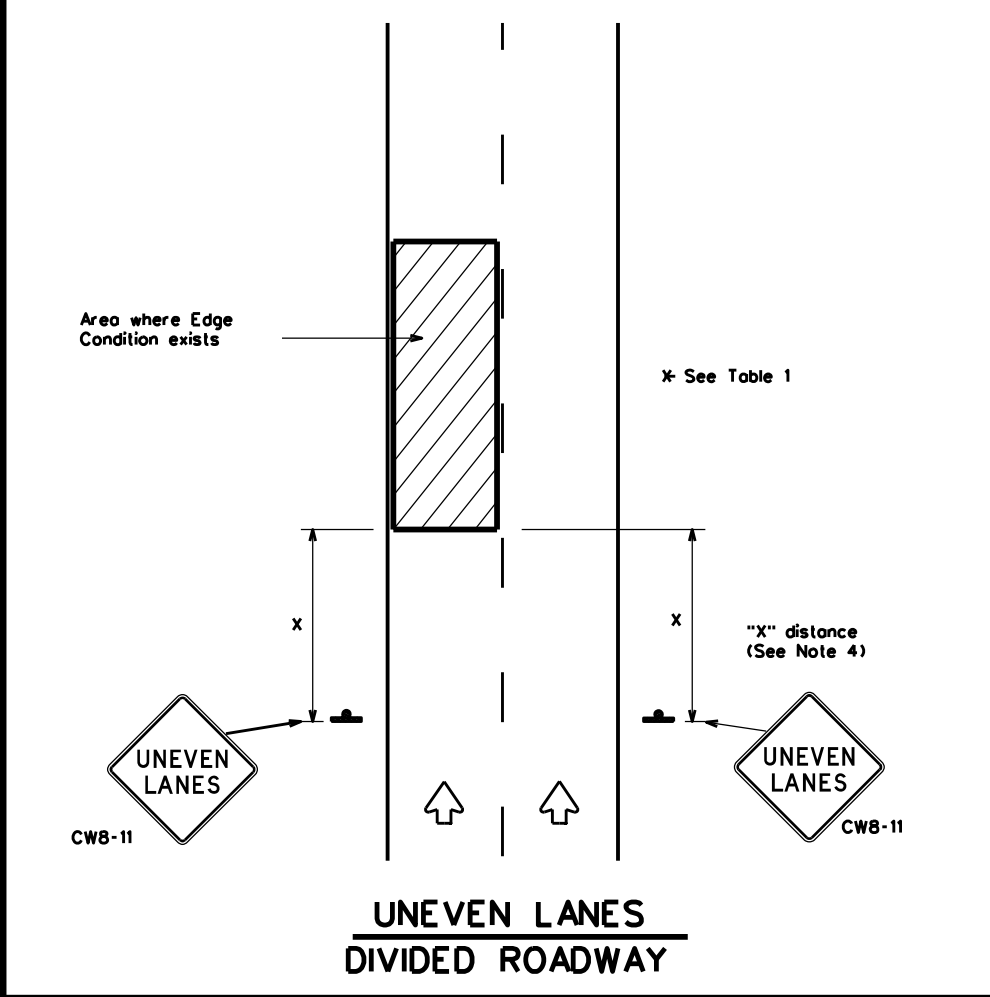 Area where Edge
Condition exists
* See Table 1
X
X
"X" distance
(See Note 4)
UNEVEN
LANES
CW8-11
UNEVEN
LANES
CW8-11
UNEVEN LANES
DIVIDED ROADWAY